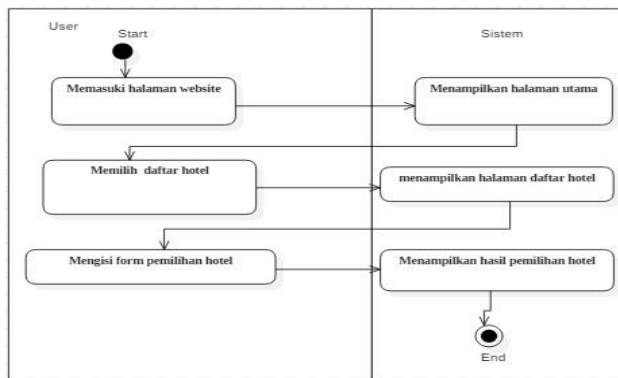 User
Sistem
Start
Memasuki halaman website
Menampilkan halaman utama
Memilih daftar hotel
menampilkan halaman daftar hotel
Mengisi form pemilihan hotel
Menampilkan hasil pemilihan hotel
End